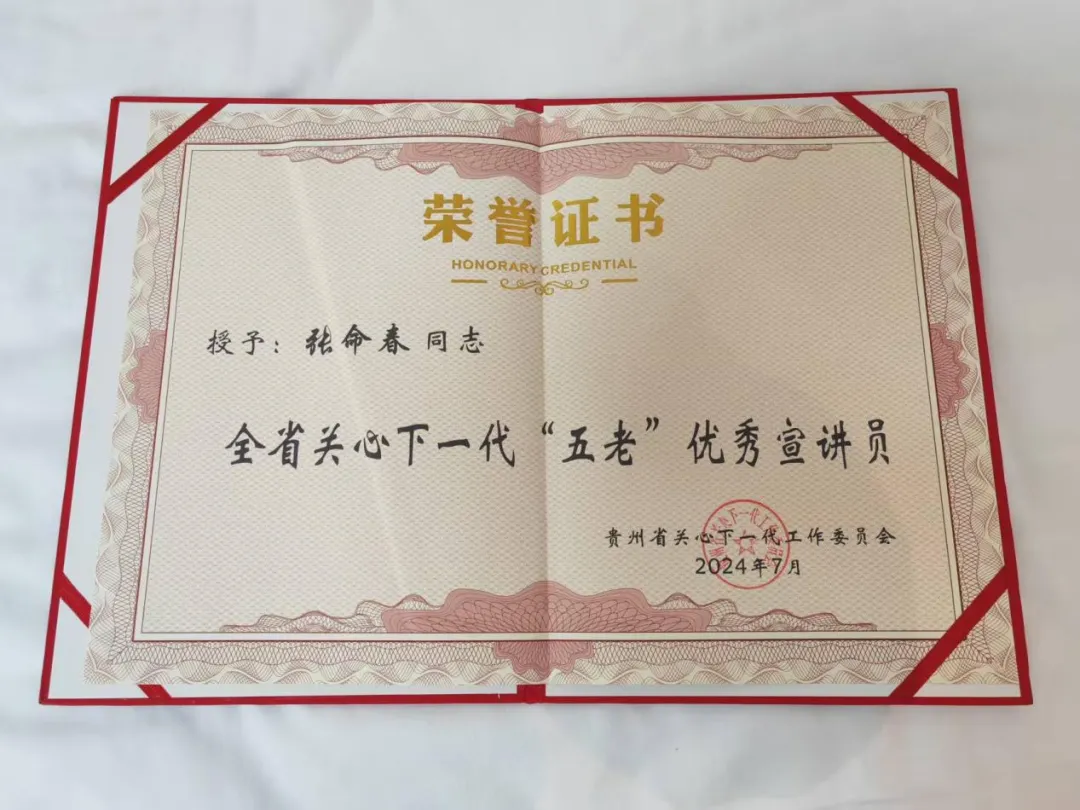 荣誉证书
HONORARY CREDENTIAL
授予：张命春同志
全省关心下一代“五老”优秀宣讲员
贵州省关心下一代工作委员会
2024年7月